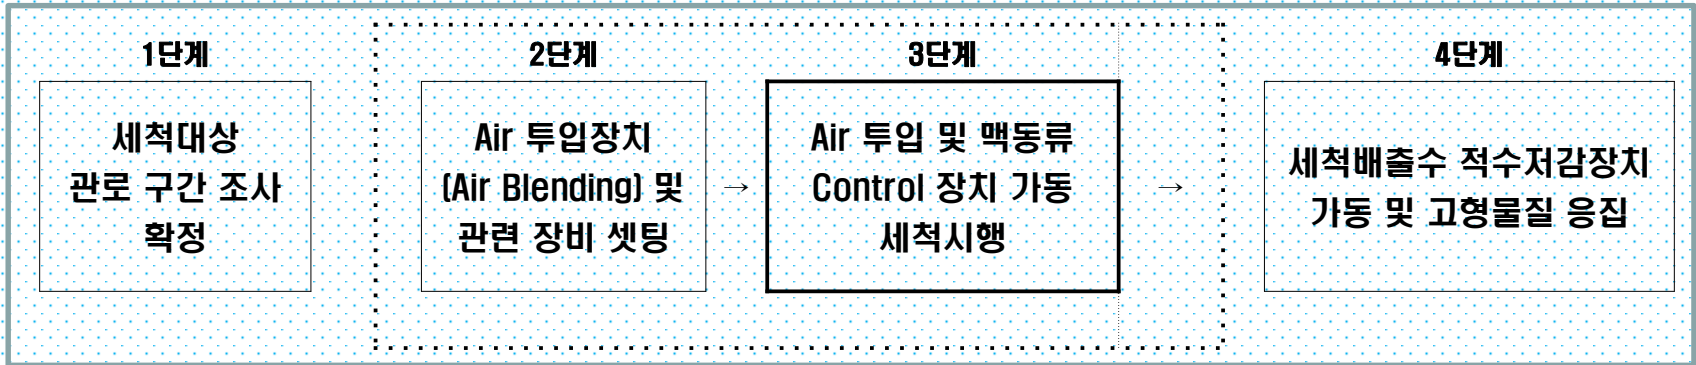 1단계
세척대상
관로 구간 조사
확정
2단계
Air 투입장치
(Air Blending) 및
관련 장비 셋팅
→
3단계
Air 투입 및 맥동류
Control 장치 가동
세척시행
→
4단계
세척배출수 적수저감장치
가동 및 고형물질 응집